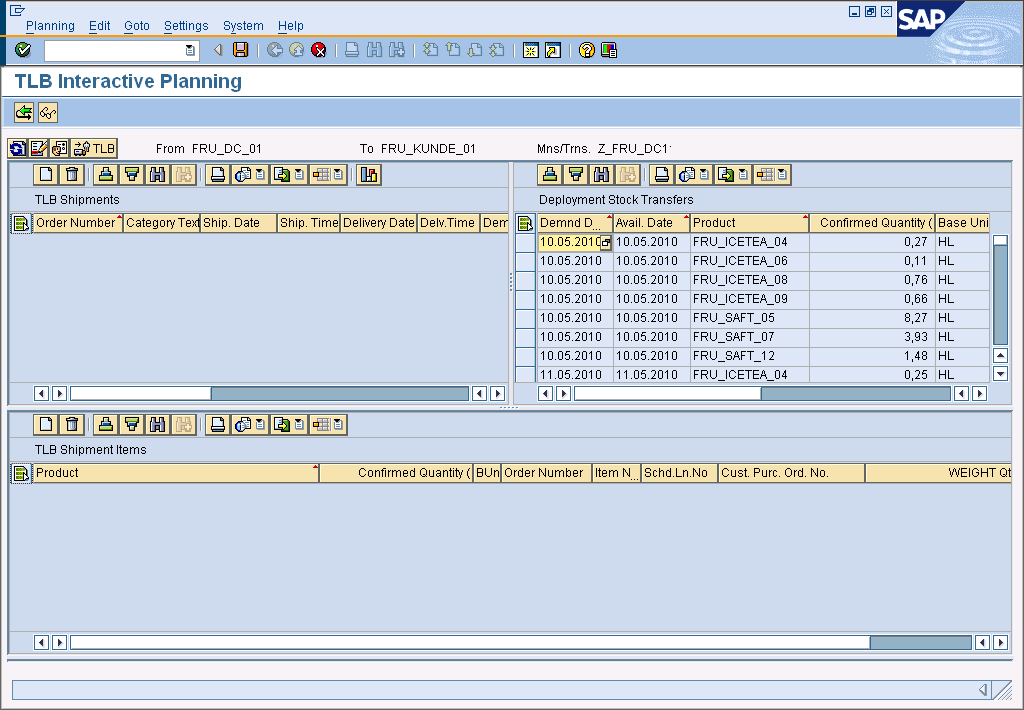 Planning Edit Goto Settings System Help
SAP
TLB Interactive Planning
TLB From FRU_DC_01 To FRU_KUNDE_01 Mns/Trns. Z_FRU_DC1
TLB Shipments
Order Number Category Text Ship. Date Ship. Time Delivery Date Delv.Time Dem
Deployment Stock Transfers
Demnd D... Avail. Date Product Confirmed Quantity ( Base Uni
10.05.2010 10.05.2010 FRU_ICETEA_04 0,27 HL
10.05.2010 10.05.2010 FRU_ICETEA_06 0,11 HL
10.05.2010 10.05.2010 FRU_ICETEA_08 0,76 HL
10.05.2010 10.05.2010 FRU_ICETEA_09 0,66 HL
10.05.2010 10.05.2010 FRU_SAFT_05 8,27 HL
10.05.2010 10.05.2010 FRU_SAFT_07 3,93 HL
10.05.2010 10.05.2010 FRU_SAFT_12 1,48 HL
11.05.2010 11.05.2010 FRU_ICETEA_04 0,25 HL
TLB Shipment Items
Product Confirmed Quantity ( BUn Order Number Item N... Schd.Ln.No Cust. Purc. Ord. No. WEIGHT Qt